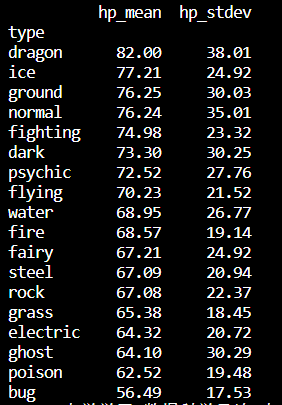 hp_mean hp_stdev
type
dragon 82.00 38.01
ice 77.21 24.92
ground 76.25 30.03
normal 76.24 35.01
fighting 74.98 23.32
dark 73.30 30.25
psychic 72.52 27.76
flying 70.23 21.52
water 68.95 26.77
fire 68.57 19.14
fairy 67.21 24.92
steel 67.09 20.94
rock 67.08 22.37
grass 65.38 18.45
electric 64.32 20.72
ghost 64.10 30.29
poison 62.52 19.48
bug 56.49 17.53